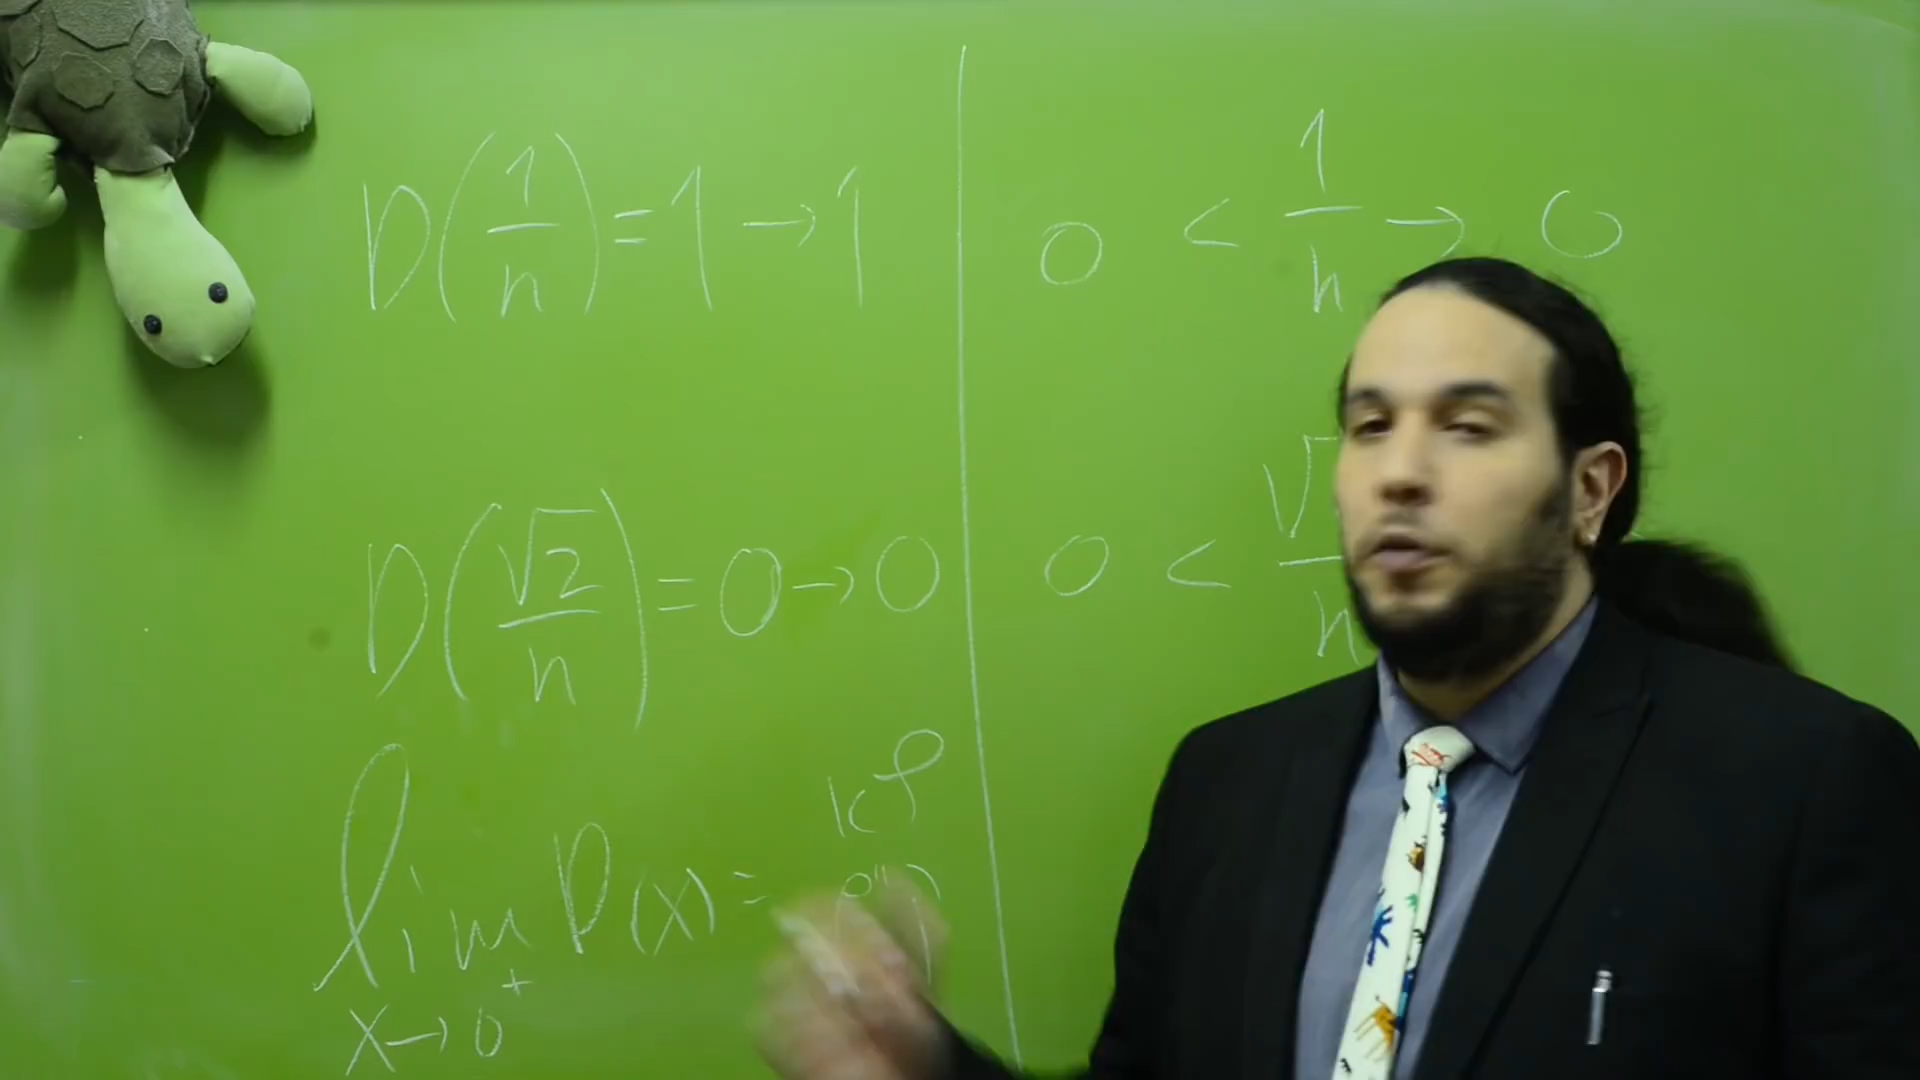 D(1/n) = 1 → 1
0 < 1/n → 0
D(√2/n) = 0 → 0
0 < √ /n
lim D(x) =
x → 0+